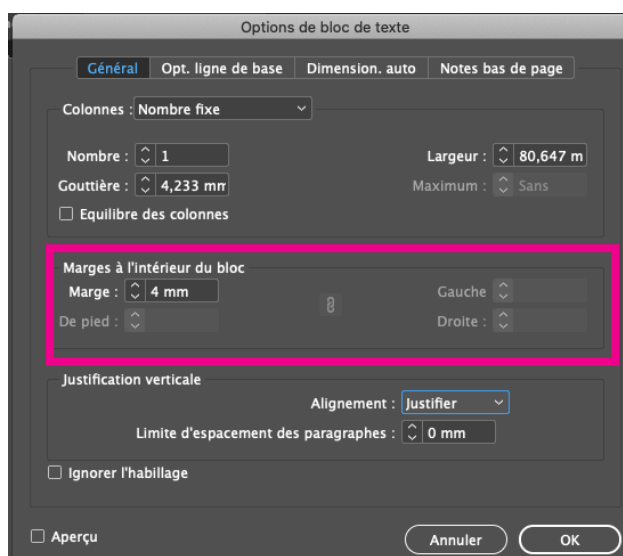 Options de bloc de texte
Général Opt. ligne de base Dimension. auto Notes bas de page
Colonnes : Nombre fixe
Nombre : 1 Largeur : 80,647 m
Gouttière : 4,233 mm Maximum : Sans
Equilibre des colonnes
Marges à l'intérieur du bloc
Marge : 4 mm Gauche
De pied : Droite :
Justification verticale
Alignement : Justifier
Limite d'espacement des paragraphes : 0 mm
Ignorer l'habillage
Aperçu Annuler OK